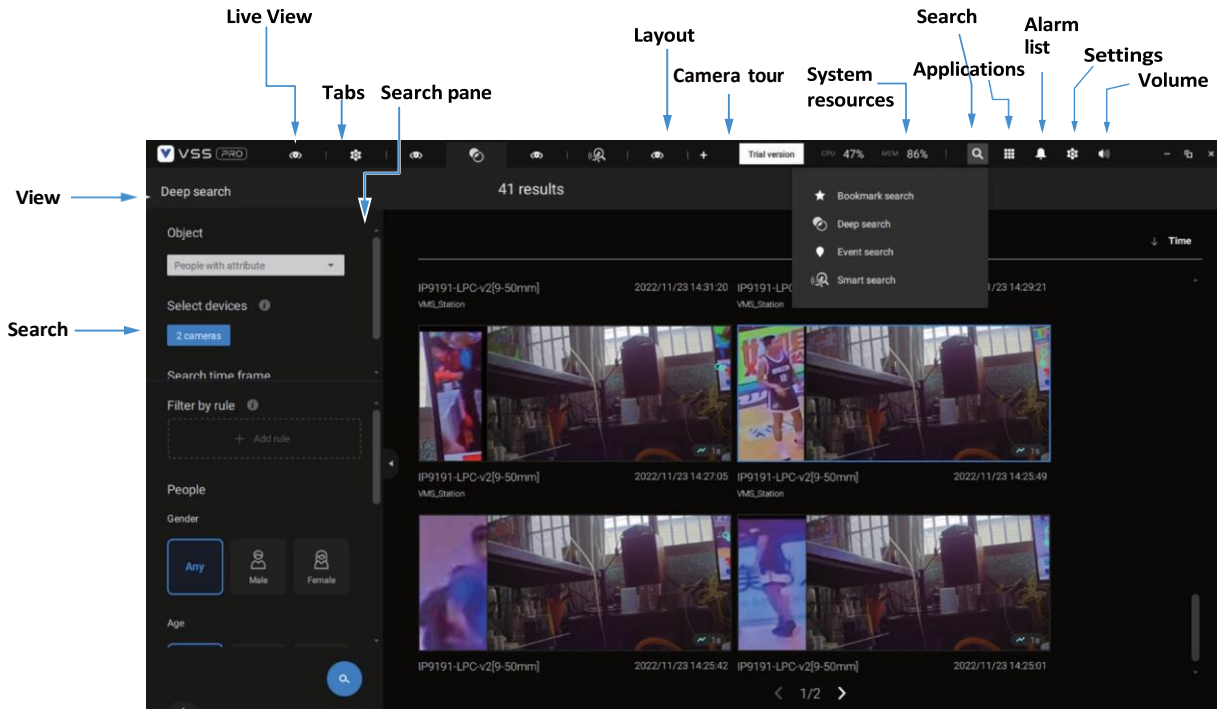 Live View
Search
Alarm
list
Layout
Settings
Applications
Camera tour
System
resources
Volume
Tabs
Search pane
VSS PRO
Trial version
CPU 47%
MEM 86%
View
Deep search
41 results
Bookmark search
Deep search
Event search
Smart search
Object
People with attribute
Time
Select devices
2 cameras
Search
Search time frame
Filter by rule
+ Add rule
People
Gender
Any
Male
Female
Age
IP9191-LPC-v2[9-50mm] 2022/11/23 14:31:20
VMS_Station
IP9191-LPC
VMS_Station
/23 14:29:21
1s
1s
IP9191-LPC-v2[9-50mm] 2022/11/23 14:27:05
VMS_Station
IP9191-LPC-v2[9-50mm] 2022/11/23 14:25:49
VMS_Station
1s
1s
IP9191-LPC-v2[9-50mm] 2022/11/23 14:25:42
IP9191-LPC-v2[9-50mm] 2022/11/23 14:25:01
1/2